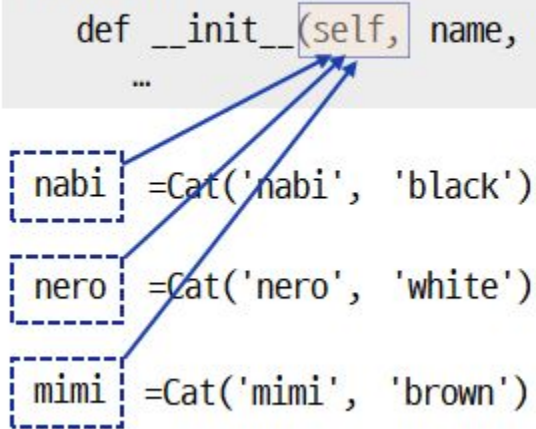 def __init__(self, name,
…
nabi =Cat('nabi', 'black')
nero =Cat('nero', 'white')
mimi =Cat('mimi', 'brown')